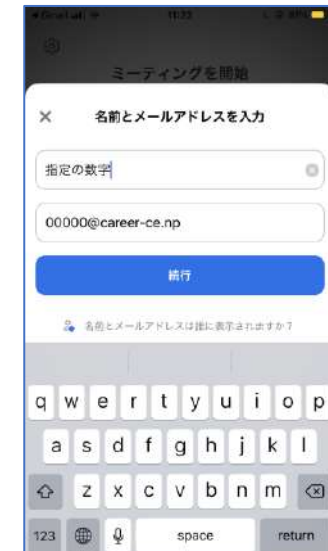 11:23
ミーティングを開始
× 名前とメールアドレスを入力
指定の数字
00000@career-ce.np
続行
名前とメールアドレスは誰に表示されますか?
q w e r t y u i o p
a s d f g h j k l
z x c v b n m
123 space return